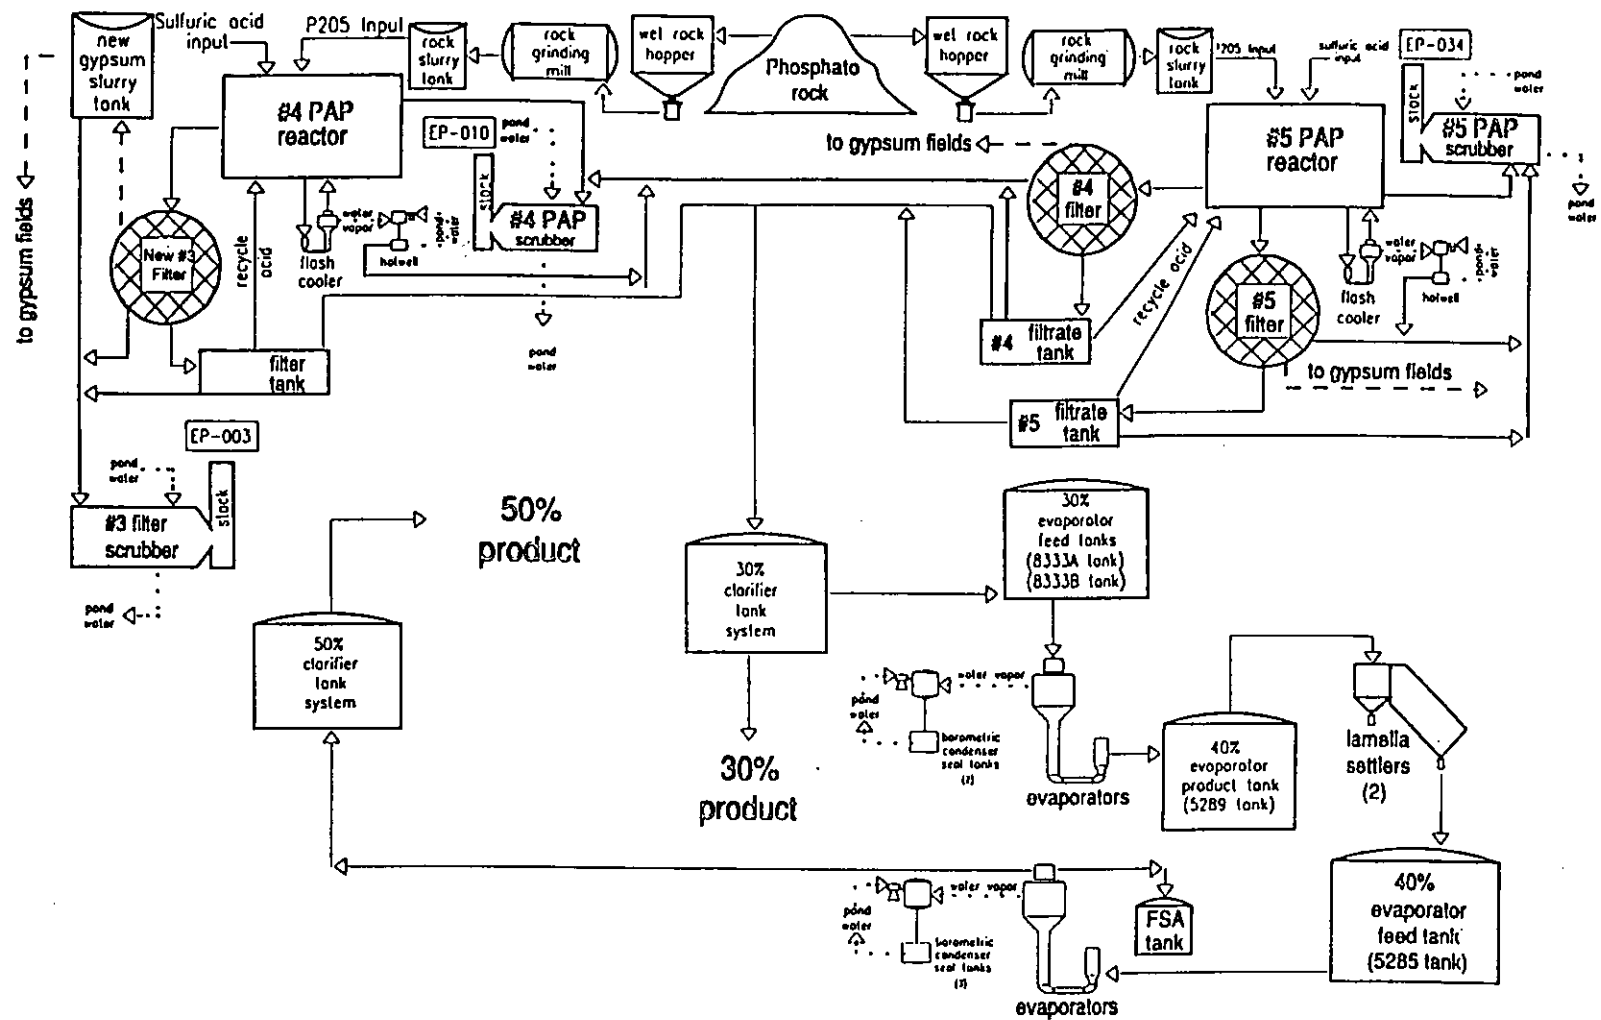 new
gypsum
slurry
tank
Sulfuric acid
input
P205 Input
rock
slurry
tank
rock
grinding
mill
wet rock
hopper
Phosphato
rock
wet rock
hopper
rock
grinding
mill
rock
slurry
tank
P205 Input
sulfuric acid
input
EP-034
stack
pond
water
#5 PAP
scrubber
pond
water
#4 PAP
reactor
EP-010
pond
water
stack
#4 PAP
scrubber
pond
water
to gypsum fields
#4
filter
#5 PAP
reactor
to gypsum fields
New #3
Filter
recycle
acid
flash
cooler
water
vapor
hotwell
pond
water
filter
tank
#4 filtrate
tank
recycle acid
#5
filter
flash
cooler
water
vapor
hotwell
pond
water
to gypsum fields
#5 filtrate
tank
EP-003
pond
water
stack
#3 filter
scrubber
pond
water
50%
product
50%
clarifier
tank
system
30%
clarifier
tank
system
30%
product
30%
evaporator
feed tanks
(8333A tank)
(8333B tank)
water vapor
pond
water
barometric
condenser
seal tanks
(2)
evaporators
40%
evaporator
product tank
(5289 tank)
lamella
settlers
(2)
40%
evaporator
feed tank
(5285 tank)
FSA
tank
water vapor
pond
water
barometric
condenser
seal tanks
evaporators